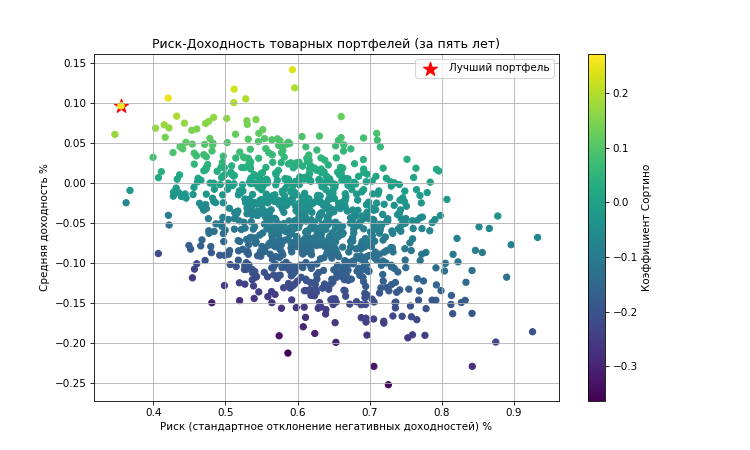 Риск-Доходность товарных портфелей (за пять лет)
Лучший портфель
Средняя доходность %
0.15
0.10
0.05
0.00
−0.05
−0.10
−0.15
−0.20
−0.25
0.4 0.5 0.6 0.7 0.8 0.9
Риск (стандартное отклонение негативных доходностей) %
0.2
0.1
0.0
−0.1
−0.2
−0.3
Коэффициент Сортино